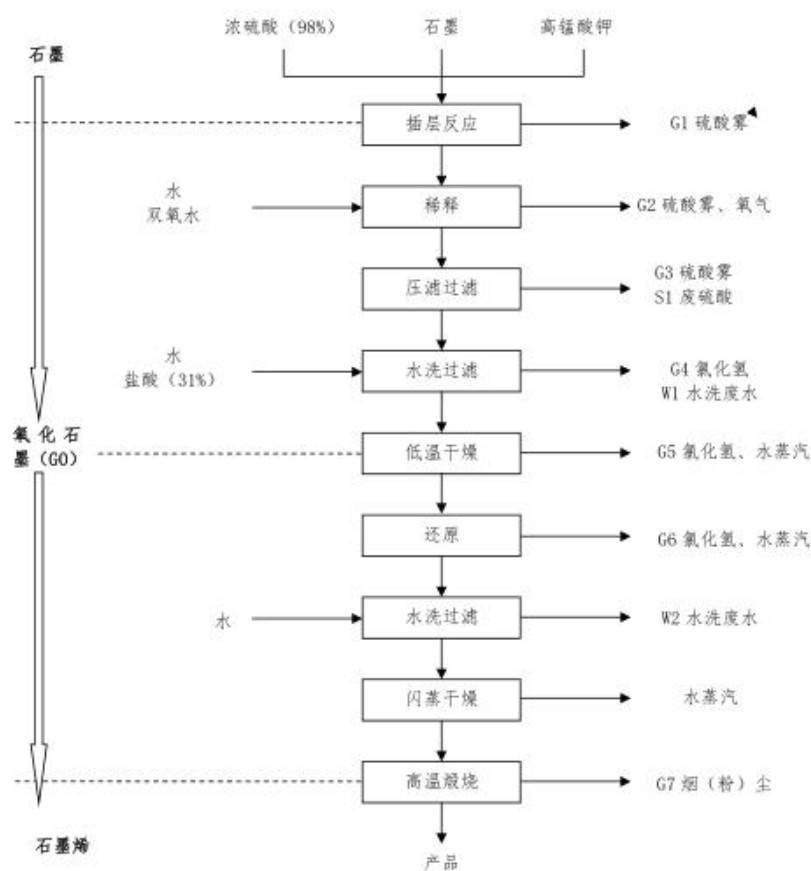 浓硫酸（98%）
石墨
高锰酸钾
石墨
插层反应
G1 硫酸雾
水
双氧水
稀释
G2 硫酸雾、氧气
压滤过滤
G3 硫酸雾
S1 废硫酸
水
盐酸（31%）
水洗过滤
G4 氯化氢
W1 水洗废水
氧化石
墨（GO）
低温干燥
G5 氯化氢、水蒸汽
还原
G6 氯化氢、水蒸汽
水
水洗过滤
W2 水洗废水
闪蒸干燥
水蒸汽
高温煅烧
G7 烟（粉）尘
石墨烯
产品